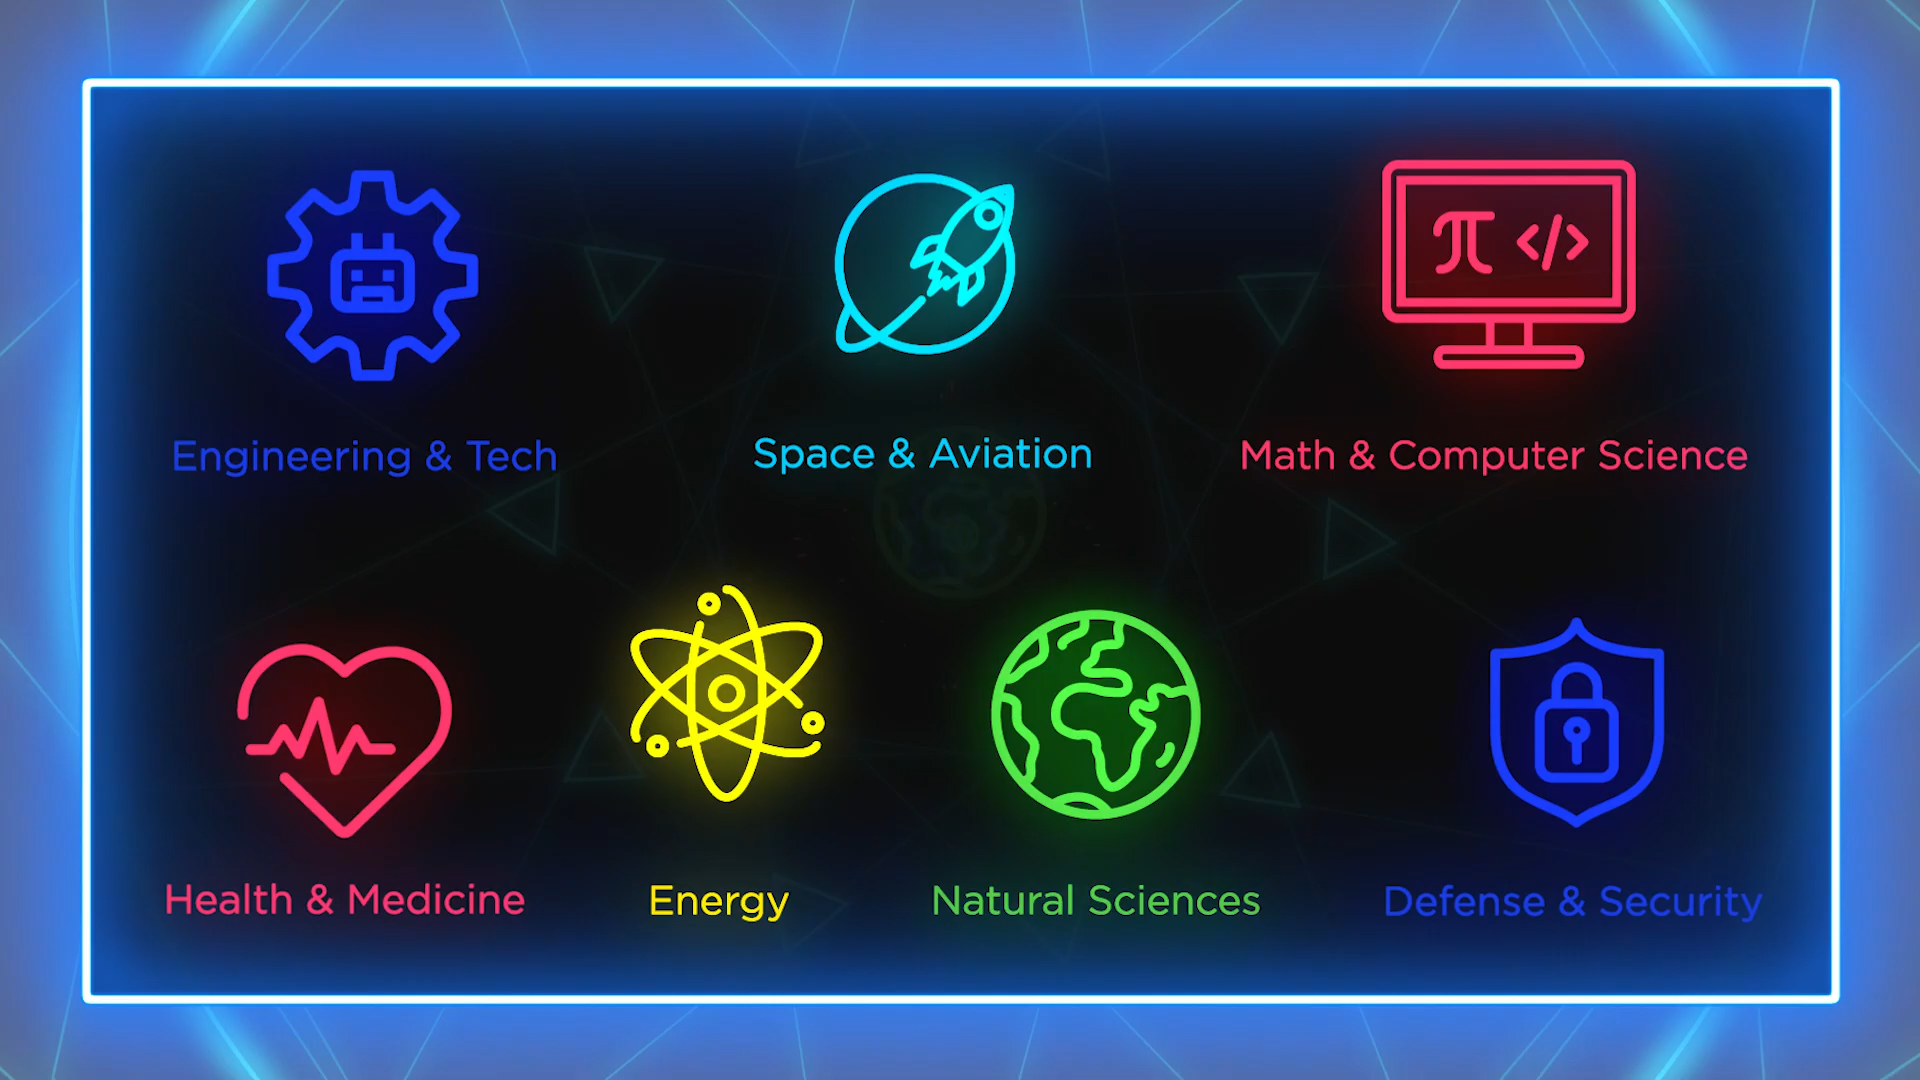 π </>
Engineering & Tech
Space & Aviation
Math & Computer Science
Health & Medicine
Energy
Natural Sciences
Defense & Security